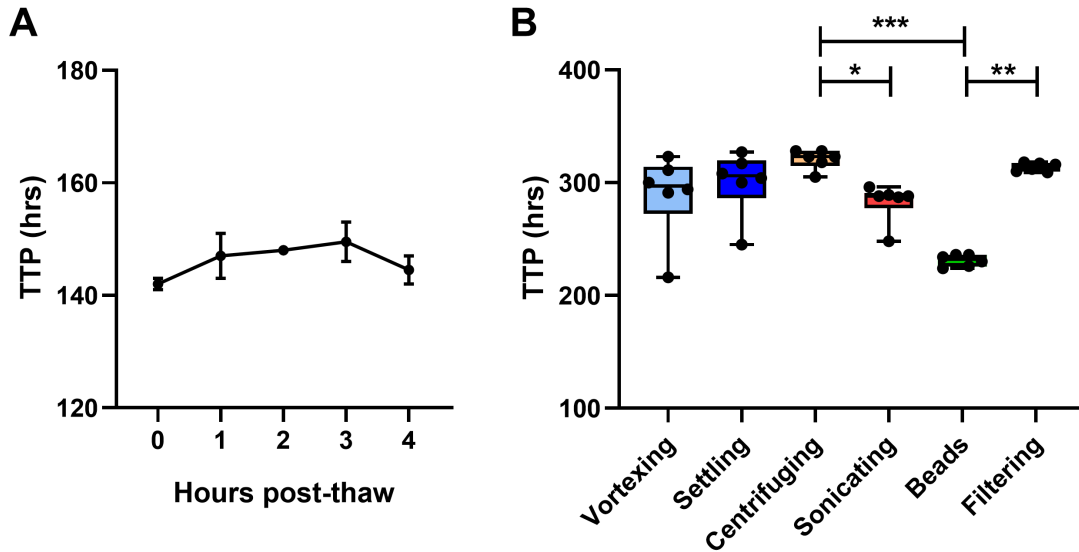 A
TTP (hrs)
180
160
140
120
0 1 2 3 4
Hours post-thaw
B
TTP (hrs)
400
300
200
100
***
* **
Vortexing
Settling
Centrifuging
Sonicating
Beads
Filtering